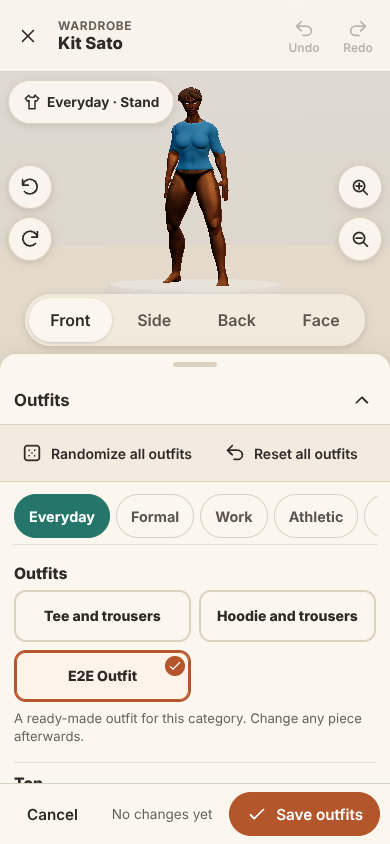 WARDROBE
Kit Sato
Undo
Redo
Everyday · Stand
Front
Side
Back
Face
Outfits
Randomize all outfits
Reset all outfits
Everyday
Formal
Work
Athletic
Outfits
Tee and trousers
Hoodie and trousers
E2E Outfit
A ready-made outfit for this category. Change any piece
afterwards.
Top
Cancel
No changes yet
Save outfits